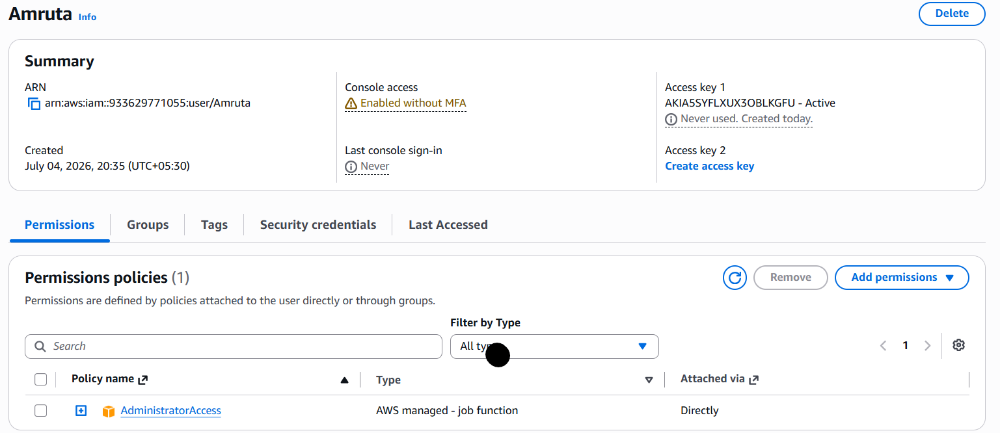 Amruta Info
Delete
Summary
ARN
arn:aws:iam::933629771055:user/Amruta
Console access
Enabled without MFA
Access key 1
AKIA5SYFLXUX3OBLKGFU - Active
Never used. Created today.
Created
July 04, 2026, 20:35 (UTC+05:30)
Last console sign-in
Never
Access key 2
Create access key
Permissions Groups Tags Security credentials Last Accessed
Permissions policies (1)
Remove
Add permissions
Permissions are defined by policies attached to the user directly or through groups.
Filter by Type
Search
All
1
Policy name Type Attached via
AdministratorAccess AWS managed - job function Directly